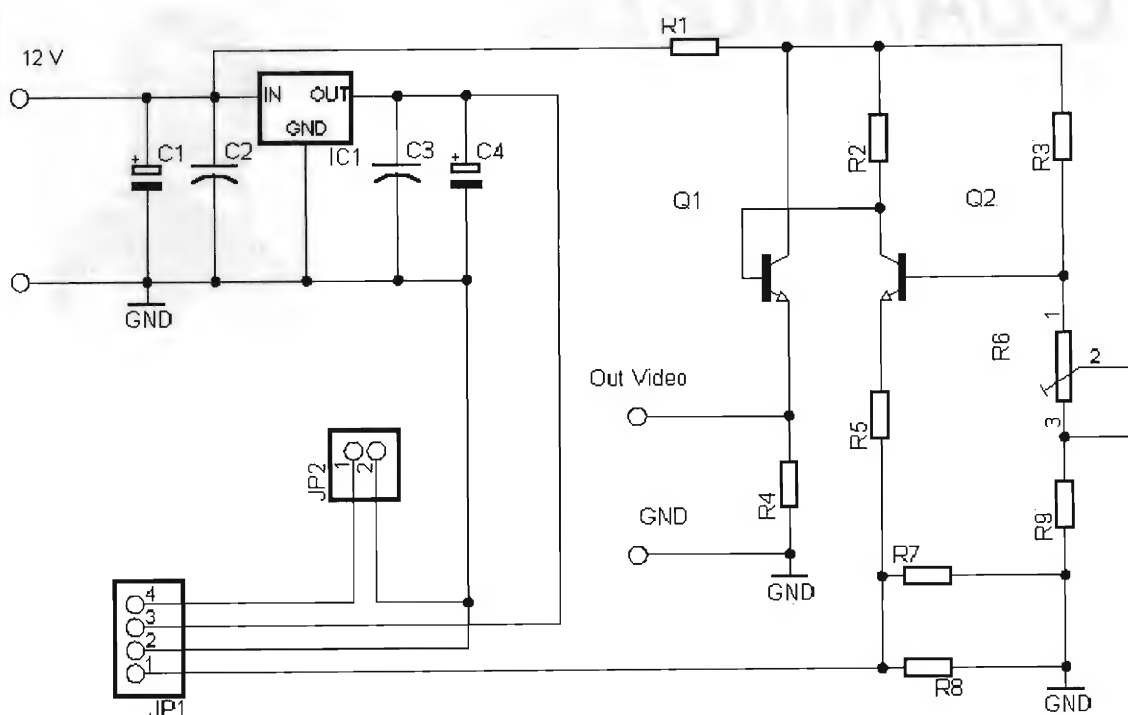 R1
12 V
IN OUT
GND
IC1
C1
C2
C3
C4
+
+
R2
R3
Q1
Q2
GND
1
R6
2
3
Out Video
R5
R4
R9
GND
GND
R7
R8
GND
JP2
1
2
4
3
2
1
JP1